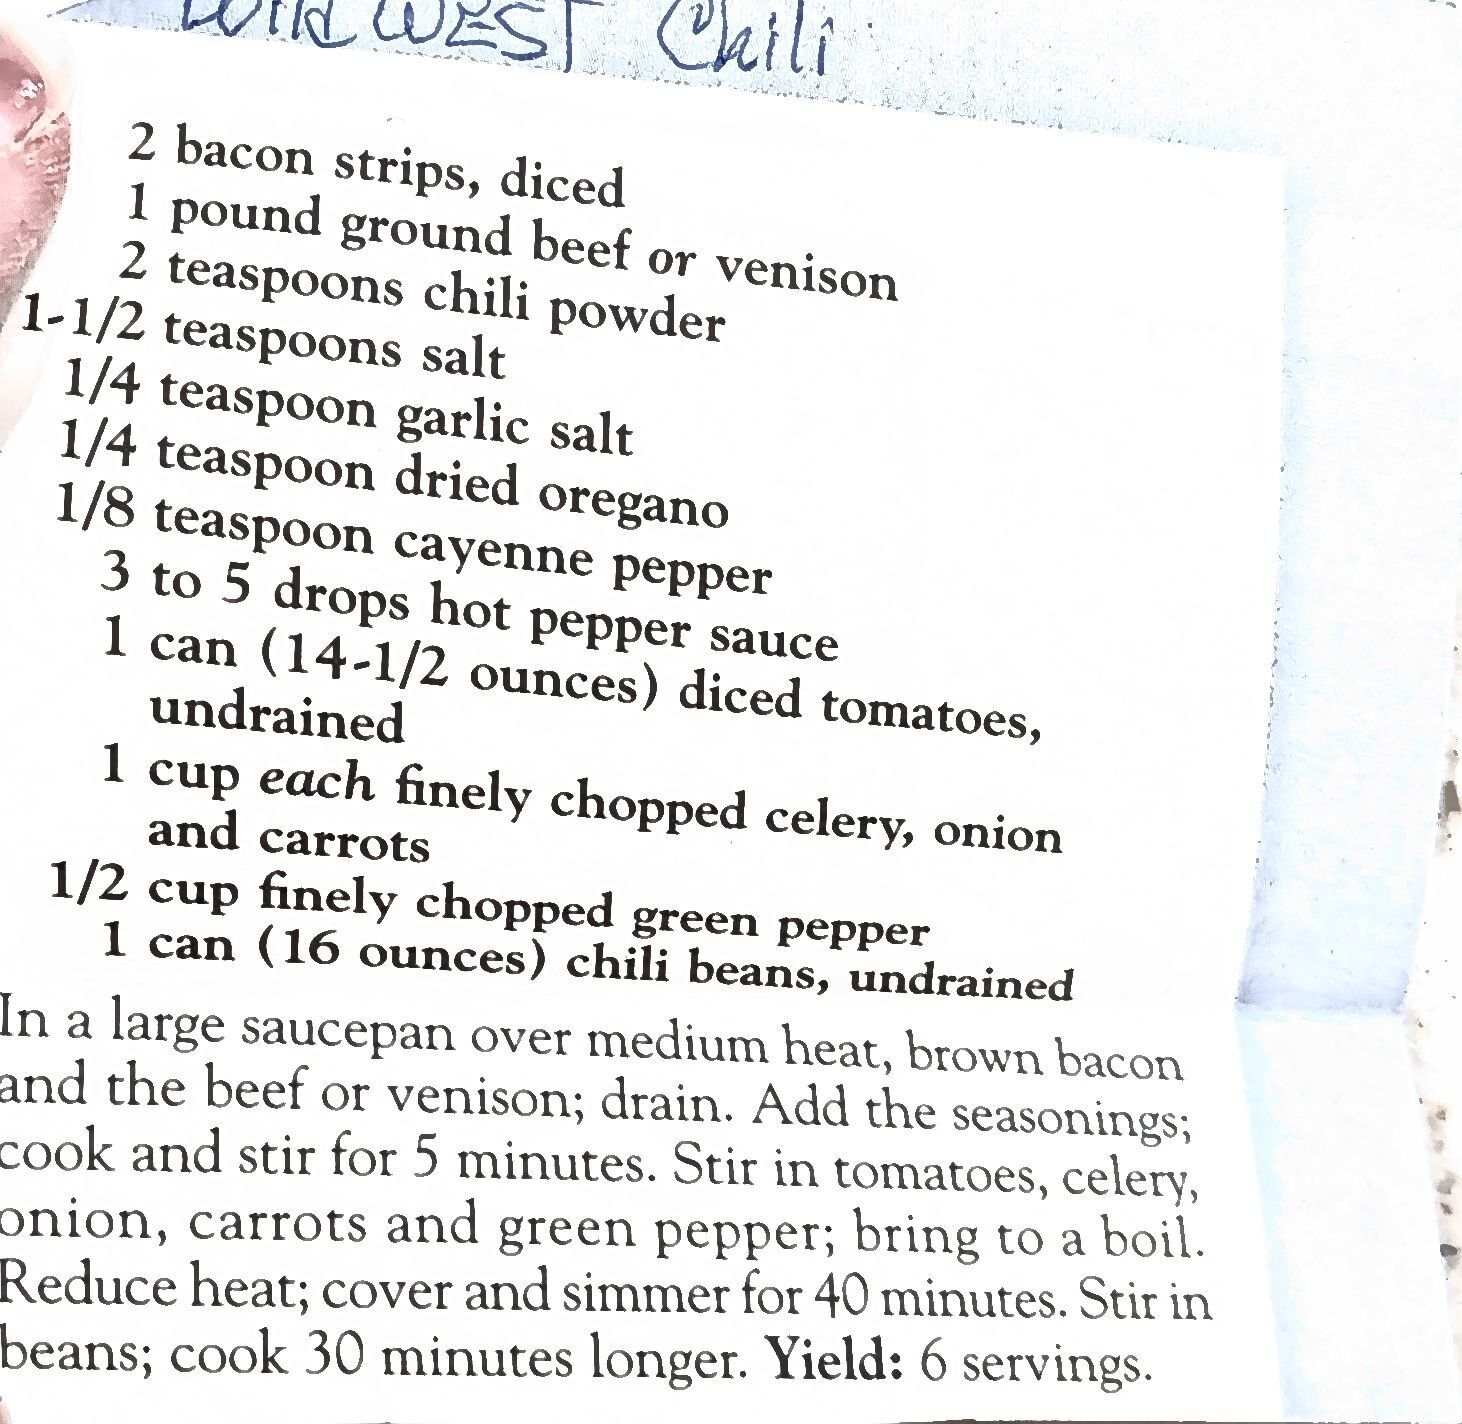 Wild WEST Chili
2 bacon strips, diced
1 pound ground beef or venison
2 teaspoons chili powder
1-1/2 teaspoons salt
1/4 teaspoon garlic salt
1/4 teaspoon dried oregano
1/8 teaspoon cayenne pepper
3 to 5 drops hot pepper sauce
1 can (14-1/2 ounces) diced tomatoes,
undrained
1 cup each finely chopped celery, onion
and carrots
1/2 cup finely chopped green pepper
1 can (16 ounces) chili beans, undrained
In a large saucepan over medium heat, brown bacon
and the beef or venison; drain. Add the seasonings;
cook and stir for 5 minutes. Stir in tomatoes, celery,
onion, carrots and green pepper; bring to a boil.
Reduce heat; cover and simmer for 40 minutes. Stir in
beans; cook 30 minutes longer. Yield: 6 servings.